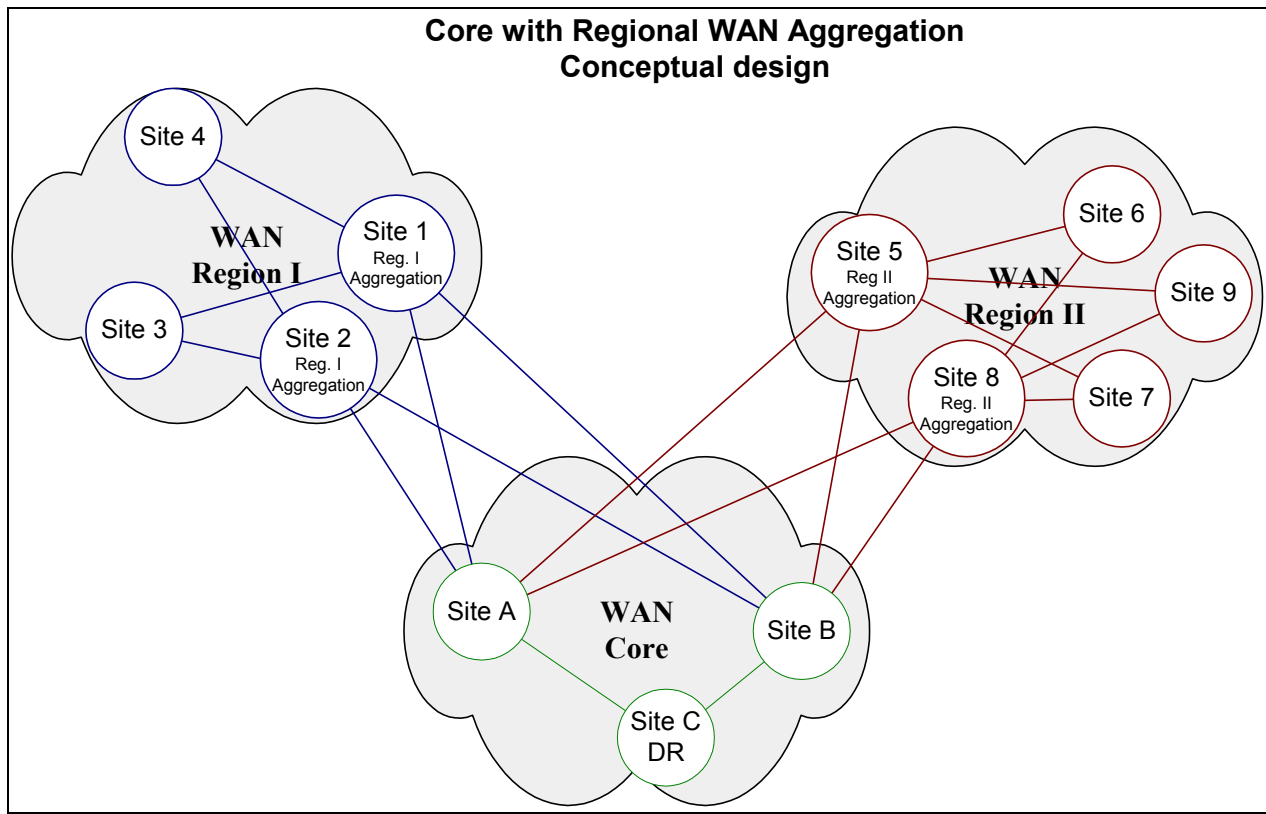 Core with Regional WAN Aggregation
Conceptual design
Site 4
WAN
Region I
Site 1
Reg. I
Aggregation
Site 3
Site 2
Reg. I
Aggregation
Site 6
Site 5
Reg II
Aggregation
WAN
Region II
Site 9
Site 8
Reg. II
Aggregation
Site 7
Site A
WAN
Core
Site B
Site C
DR